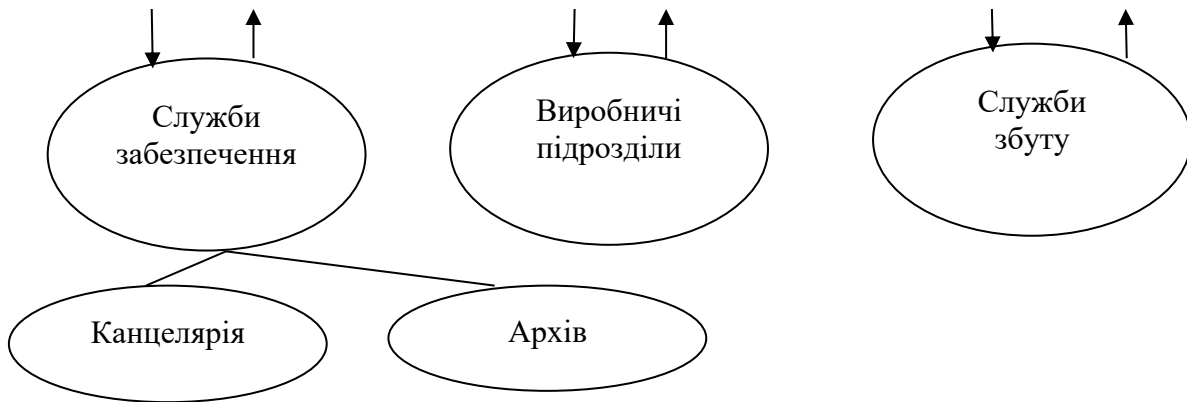 Служби
забезпечення
Виробничі
підрозділи
Служби
збуту
Канцелярія
Архів